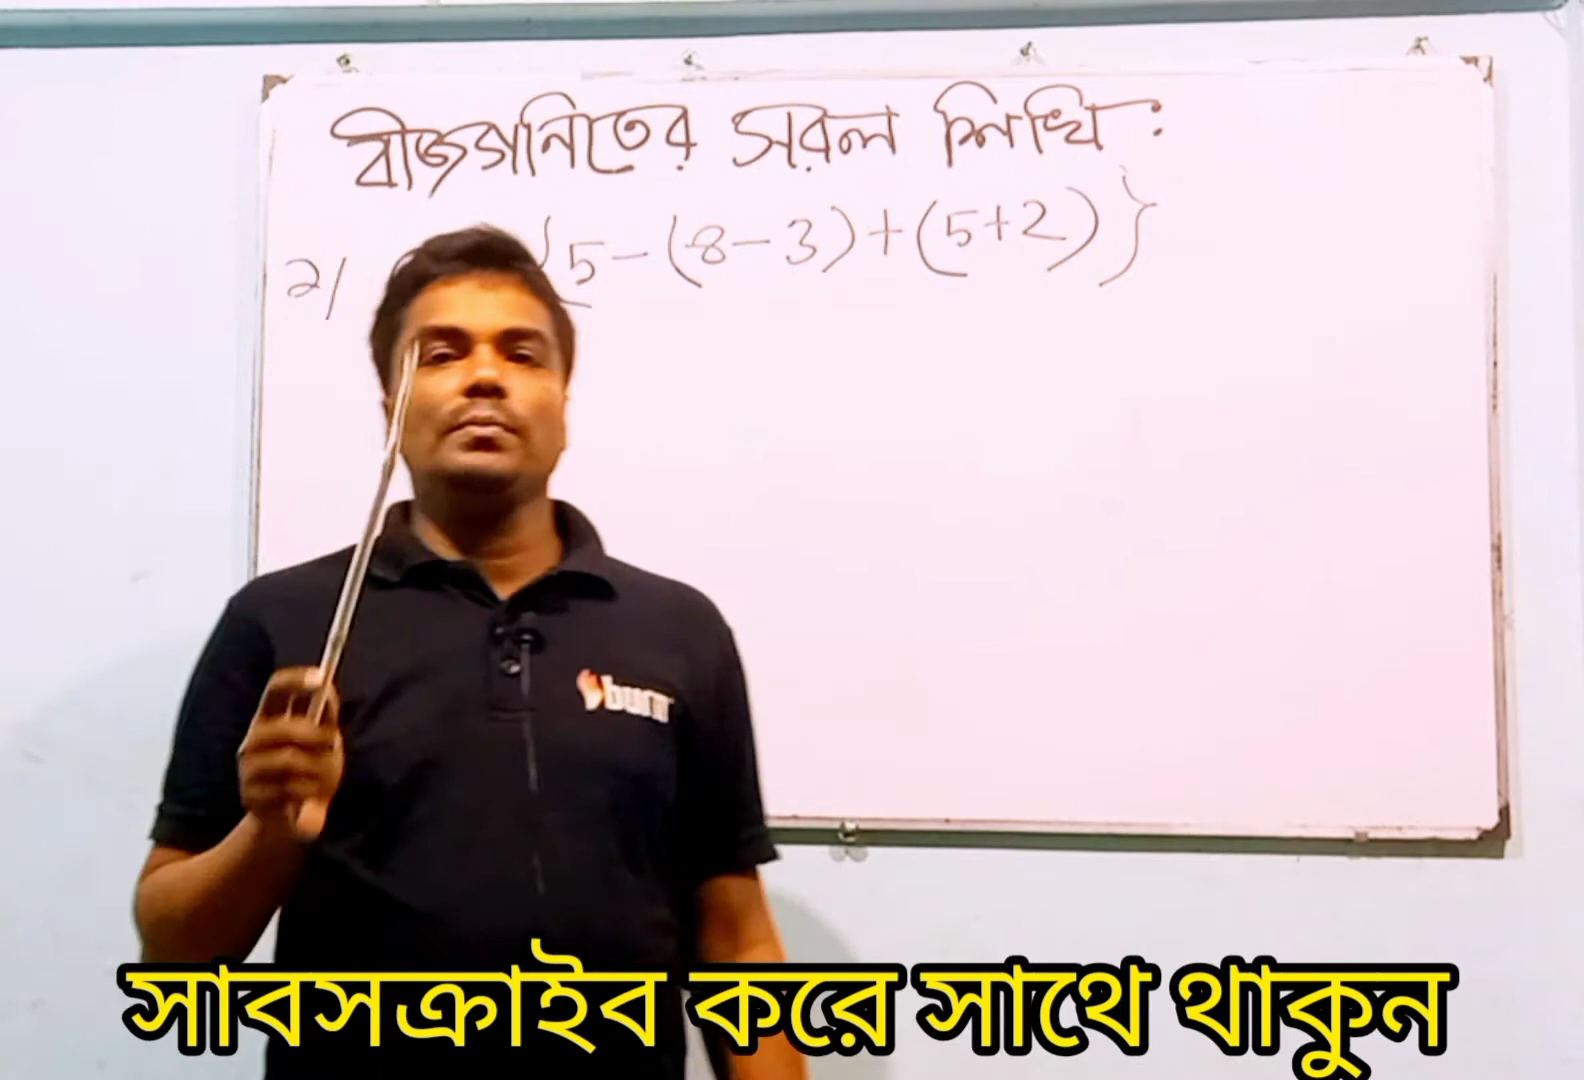 বীজগনিতের সরল শিখি:
২/ {5-(8-3)+(5+2)}
burn
সাবসক্রাইব করে সাথে থাকুন